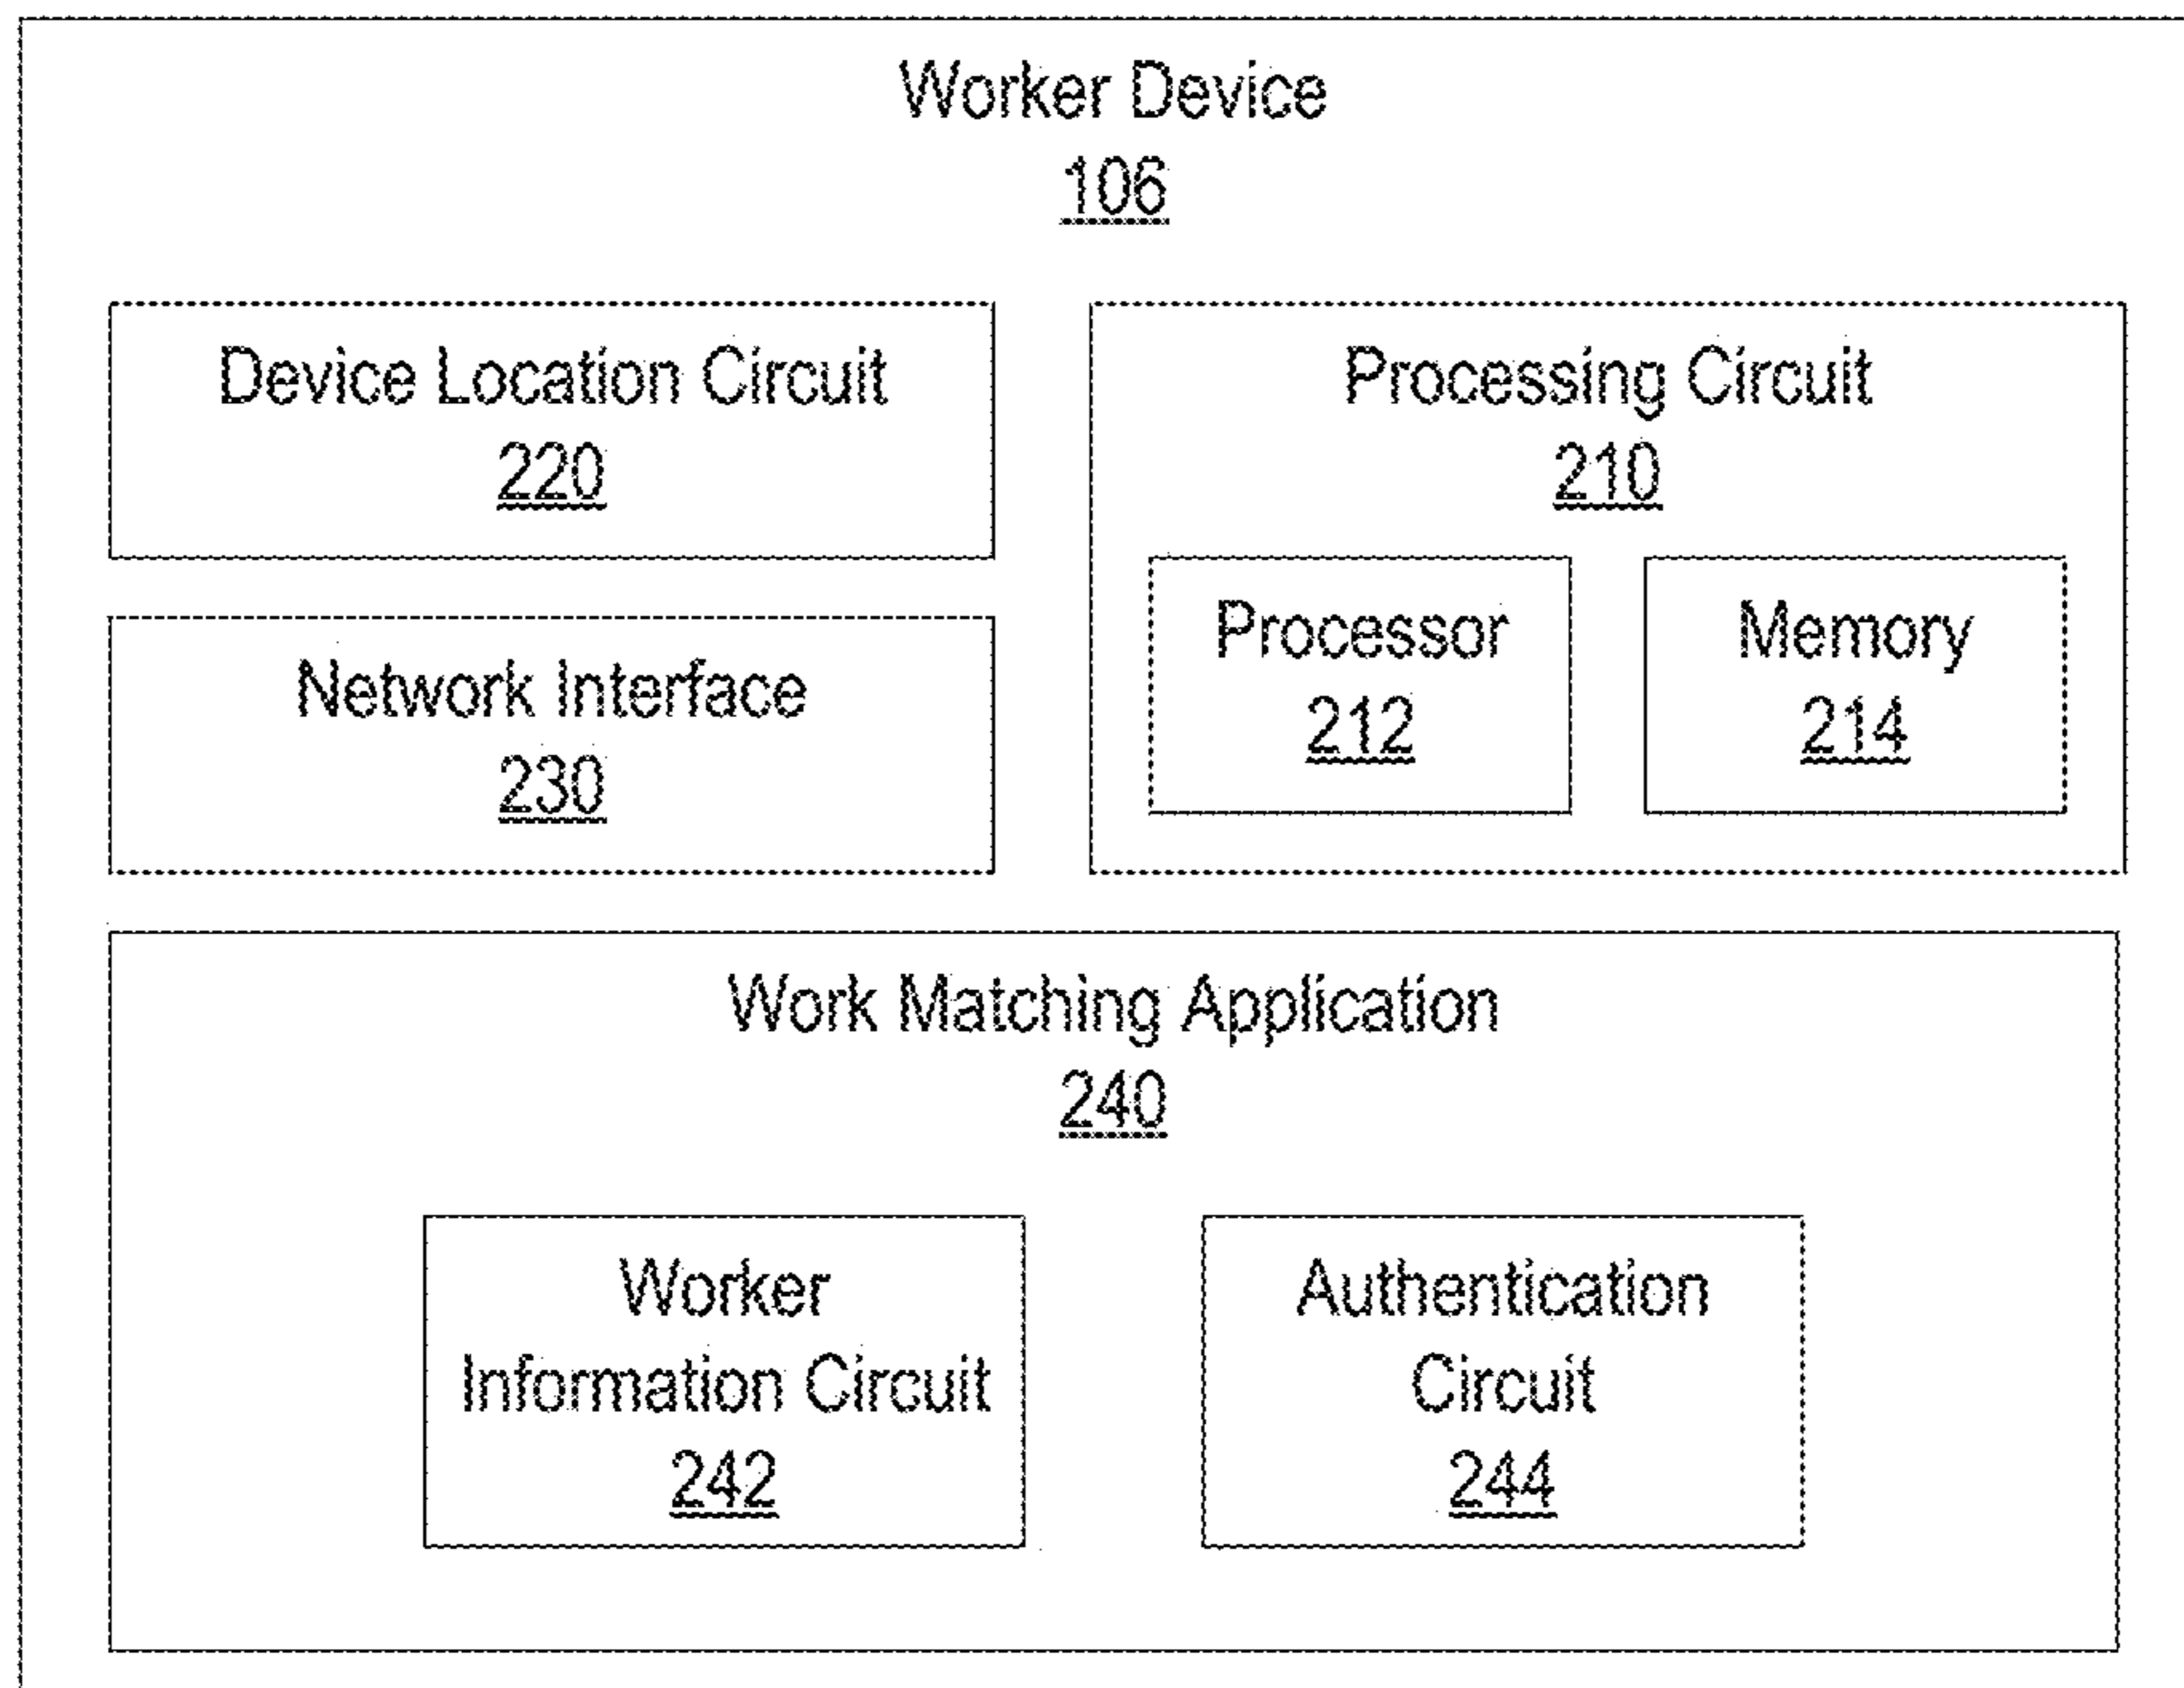 Worker Device
106
Device Location Circuit
220
Processing Circuit
210
Processor
212
Memory
214
Network Interface
230
Work Matching Application
240
Worker
Information Circuit
242
Authentication
Circuit
244